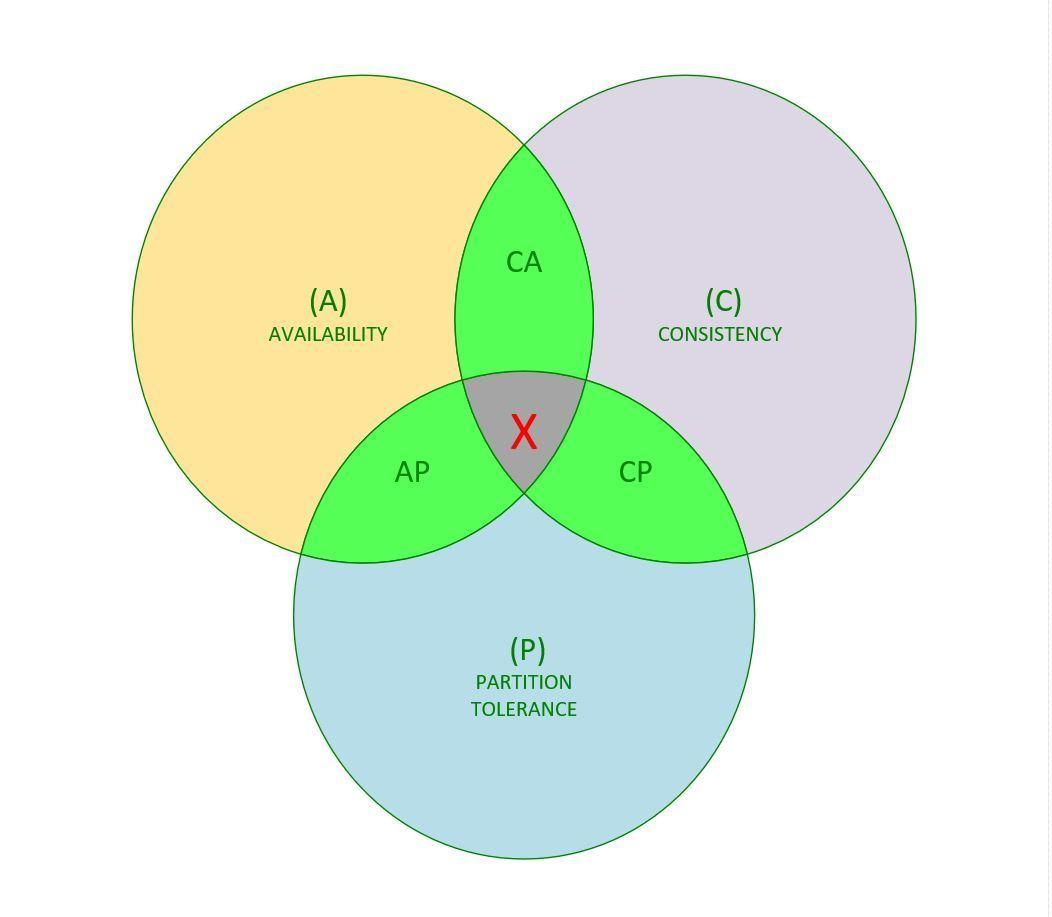 CA
(A)
AVAILABILITY
(C)
CONSISTENCY
X
AP
CP
(P)
PARTITION
TOLERANCE